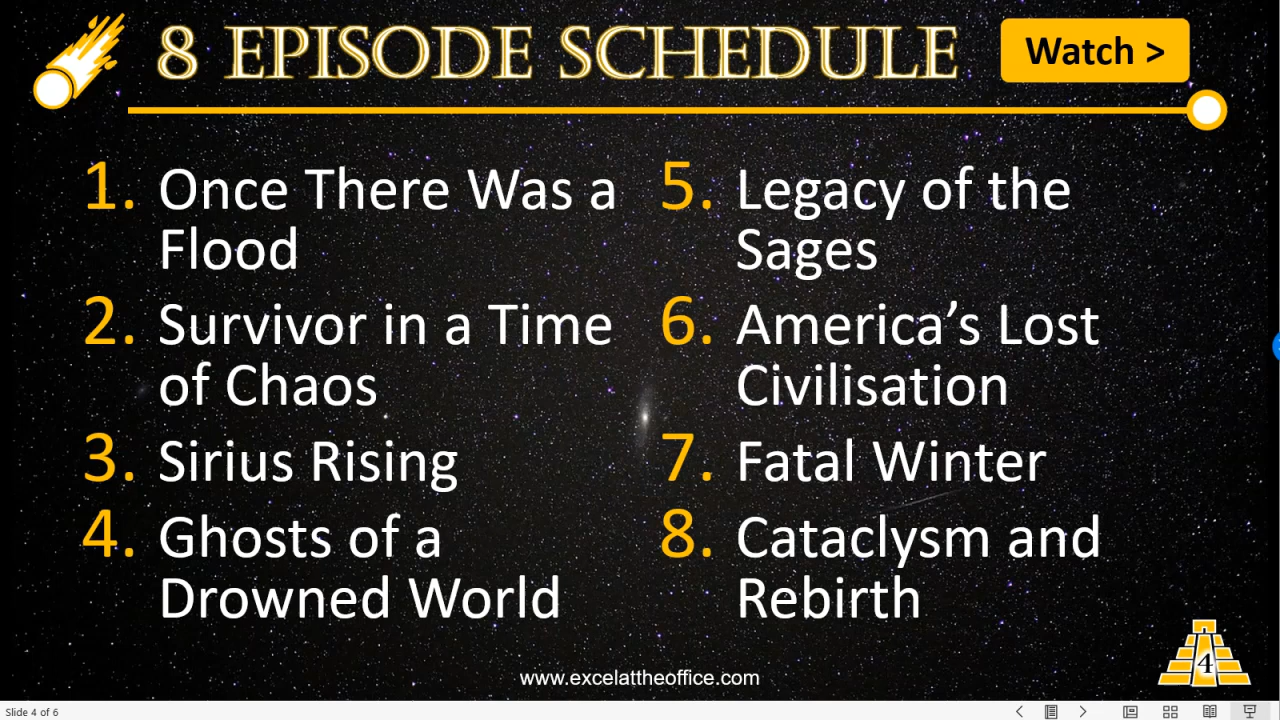 8 EPISODE SCHEDULE
Watch >
1. Once There Was a
Flood
2. Survivor in a Time
of Chaos
3. Sirius Rising
4. Ghosts of a
Drowned World
5. Legacy of the
Sages
6. America’s Lost
Civilisation
7. Fatal Winter
8. Cataclysm and
Rebirth
www.excelattheoffice.com
4
Slide 4 of 6